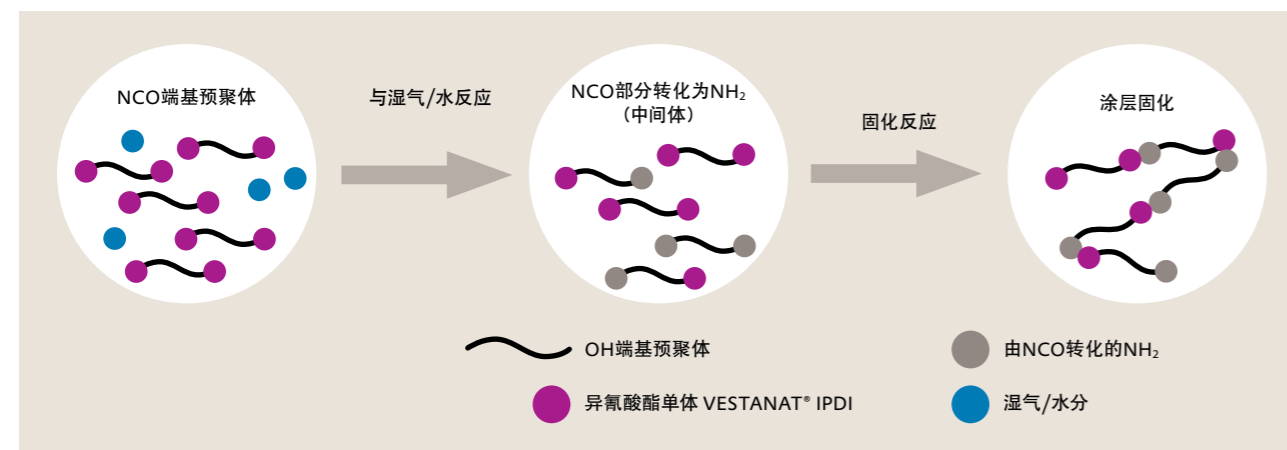 NCO端基预聚体
与湿气/水反应
NCO部分转化为NH₂
（中间体）
固化反应
涂层固化
OH端基预聚体
由NCO转化的NH₂
异氰酸酯单体 VESTANAT® IPDI
湿气/水分